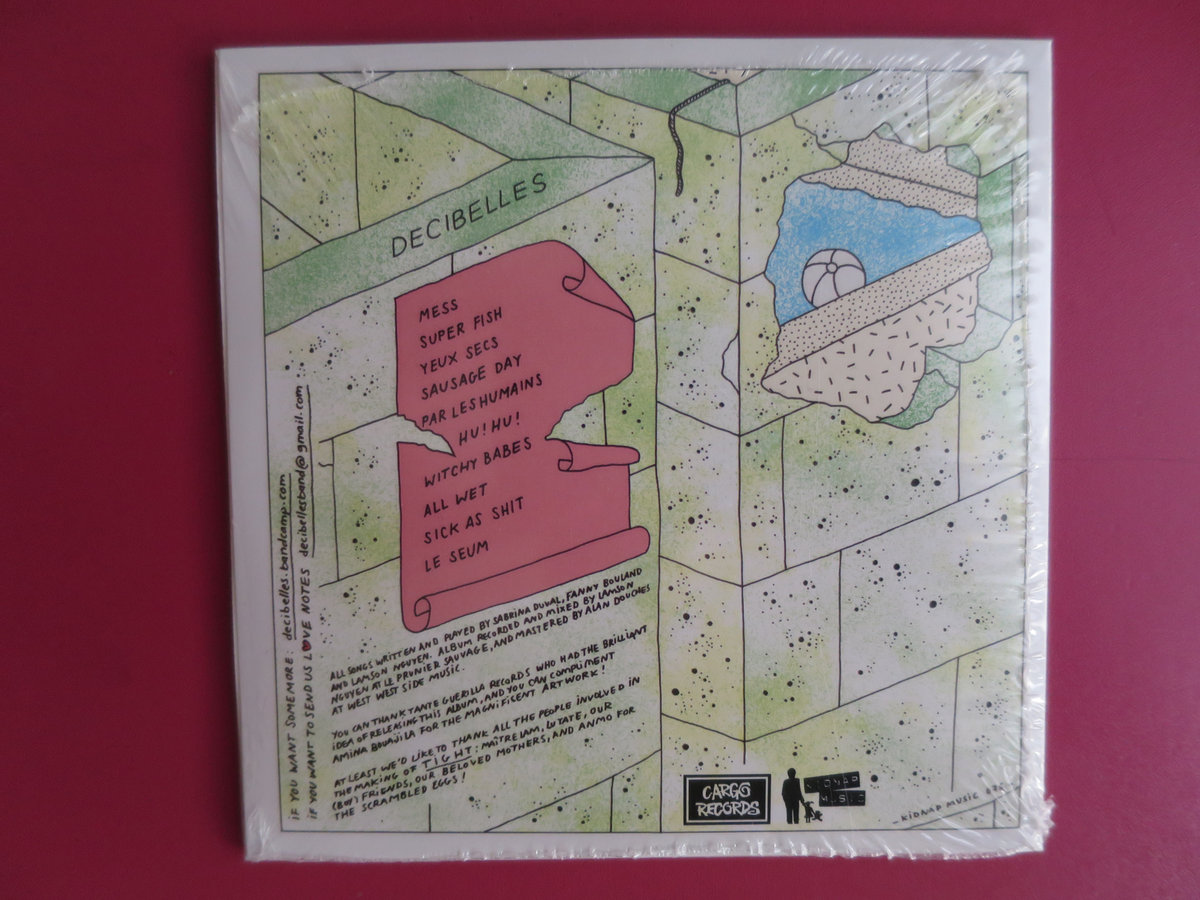 DECIBELLES
MESS
SUPER FISH
YEUX SECS
SAUSAGE DAY
PAR LES HUMAINS
HU! HU!
WITCHY BABES
ALL WET
SICK AS SHIT
LE SEUM
ALL SONGS WRITTEN AND PLAYED BY SABRINA DUVAL, FANNY BOULAND
AND LAMSON NGUYEN. ALBUM RECORDED AND MIXED BY LAMSON
NGUYEN AT LE PRUNIER SAUVAGE, AND MASTERED BY ALAN DOUCHES
AT WEST WEST SIDE MUSIC.
YOU CAN THANK TANTE GUERILLA RECORDS WHO HAD THE BRILLIANT
IDEA OF RELEASING THIS ALBUM, AND YOU CAN COMPLIMENT
AMINA BOUAJILA FOR THE MAGNIFICENT ARTWORK!
AT LEAST WE'D LIKE TO THANK ALL THE PEOPLE INVOLVED IN
THE MAKING OF TIGHT: MAÎTRE LAM, LUTATE, OUR
(BOY) FRIENDS, OUR BELOVED MOTHERS, AND ANMO FOR
THE SCRAMBLED EGGS!
IF YOU WANT SOME MORE: decibelles.bandcamp.com
IF YOU WANT TO SEND US L♥VE NOTES decibellesband@gmail.com
CARGO
RECORDS
KIDNAP
MUSIC
KIDNAP MUSIC